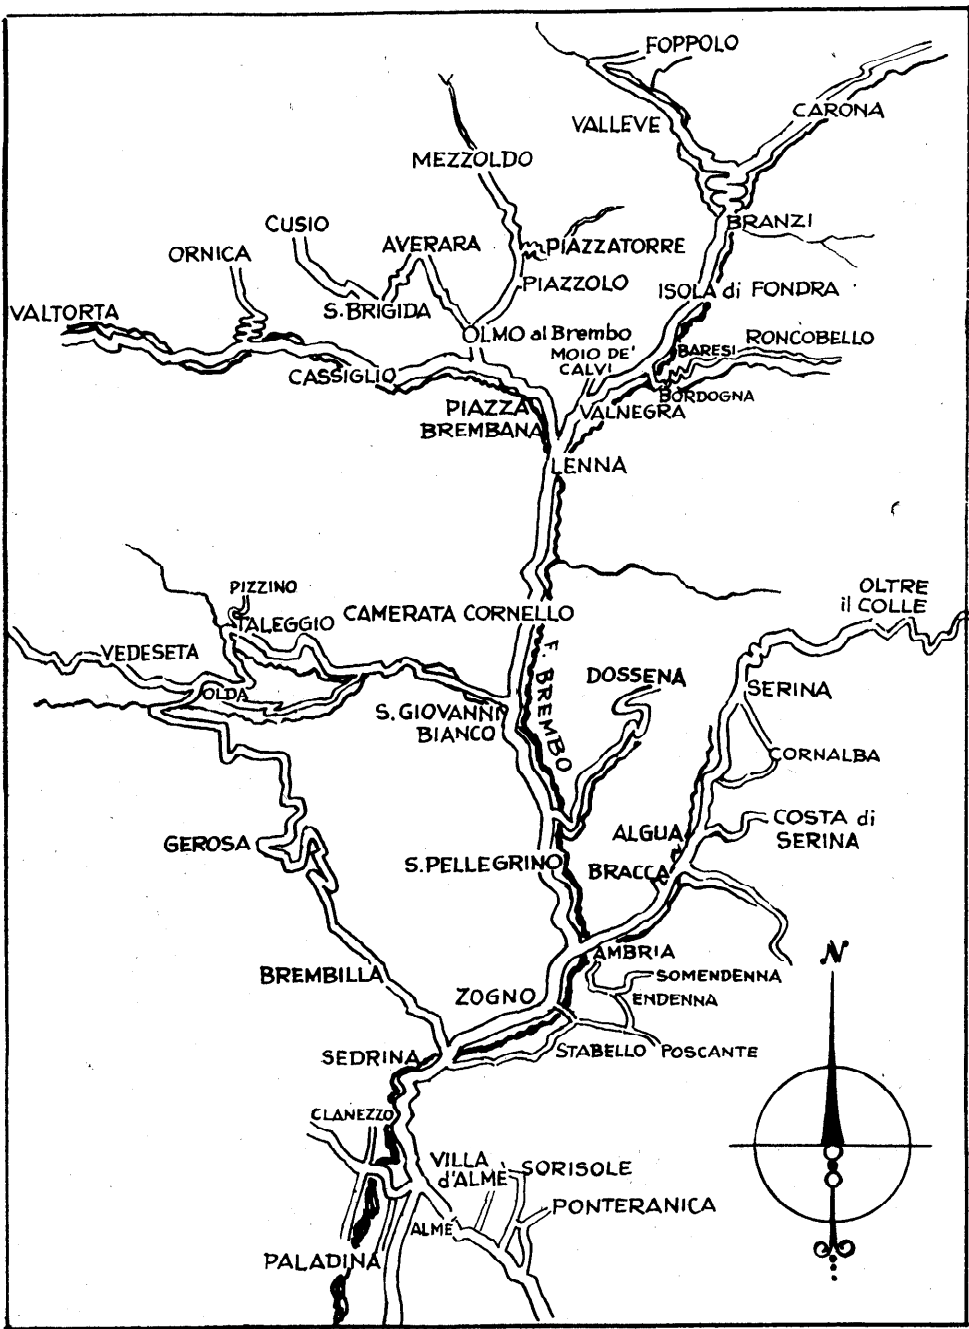 FOPPOLO
CARONA
VALLEVE
MEZZOLDO
CUSIO
BRANZI
AVERARA
PIAZZATORRE
ORNICA
PIAZZOLO
ISOLA di FONDRA
VALTORTA
S. BRIGIDA
OLMO al Brembo
RONCOBELLO
MOIO DE'
CALVI
BARESI
CASSIGLIO
BORDOGNA
PIAZZA
BREMBANA
VALNEGRA
LENNA
PIZZINO
OLTRE
il COLLE
CAMERATA CORNELLO
TALEGGIO
VEDESETA
F. BREMBO
DOSSENA
OLDA
SERINA
S. GIOVANNI
BIANCO
CORNALBA
COSTA di
SERINA
ALGUA
GEROSA
S. PELLEGRINO
BRACCA
AMBRIA
N
BREMBILLA
SOMENDENNA
ZOGNO
ENDENNA
SEDRINA
STABELLO
POSCANTE
CLANEZZO
VILLA
d'ALMÈ
SORISOLE
PONTERANICA
ALMÈ
PALADINA